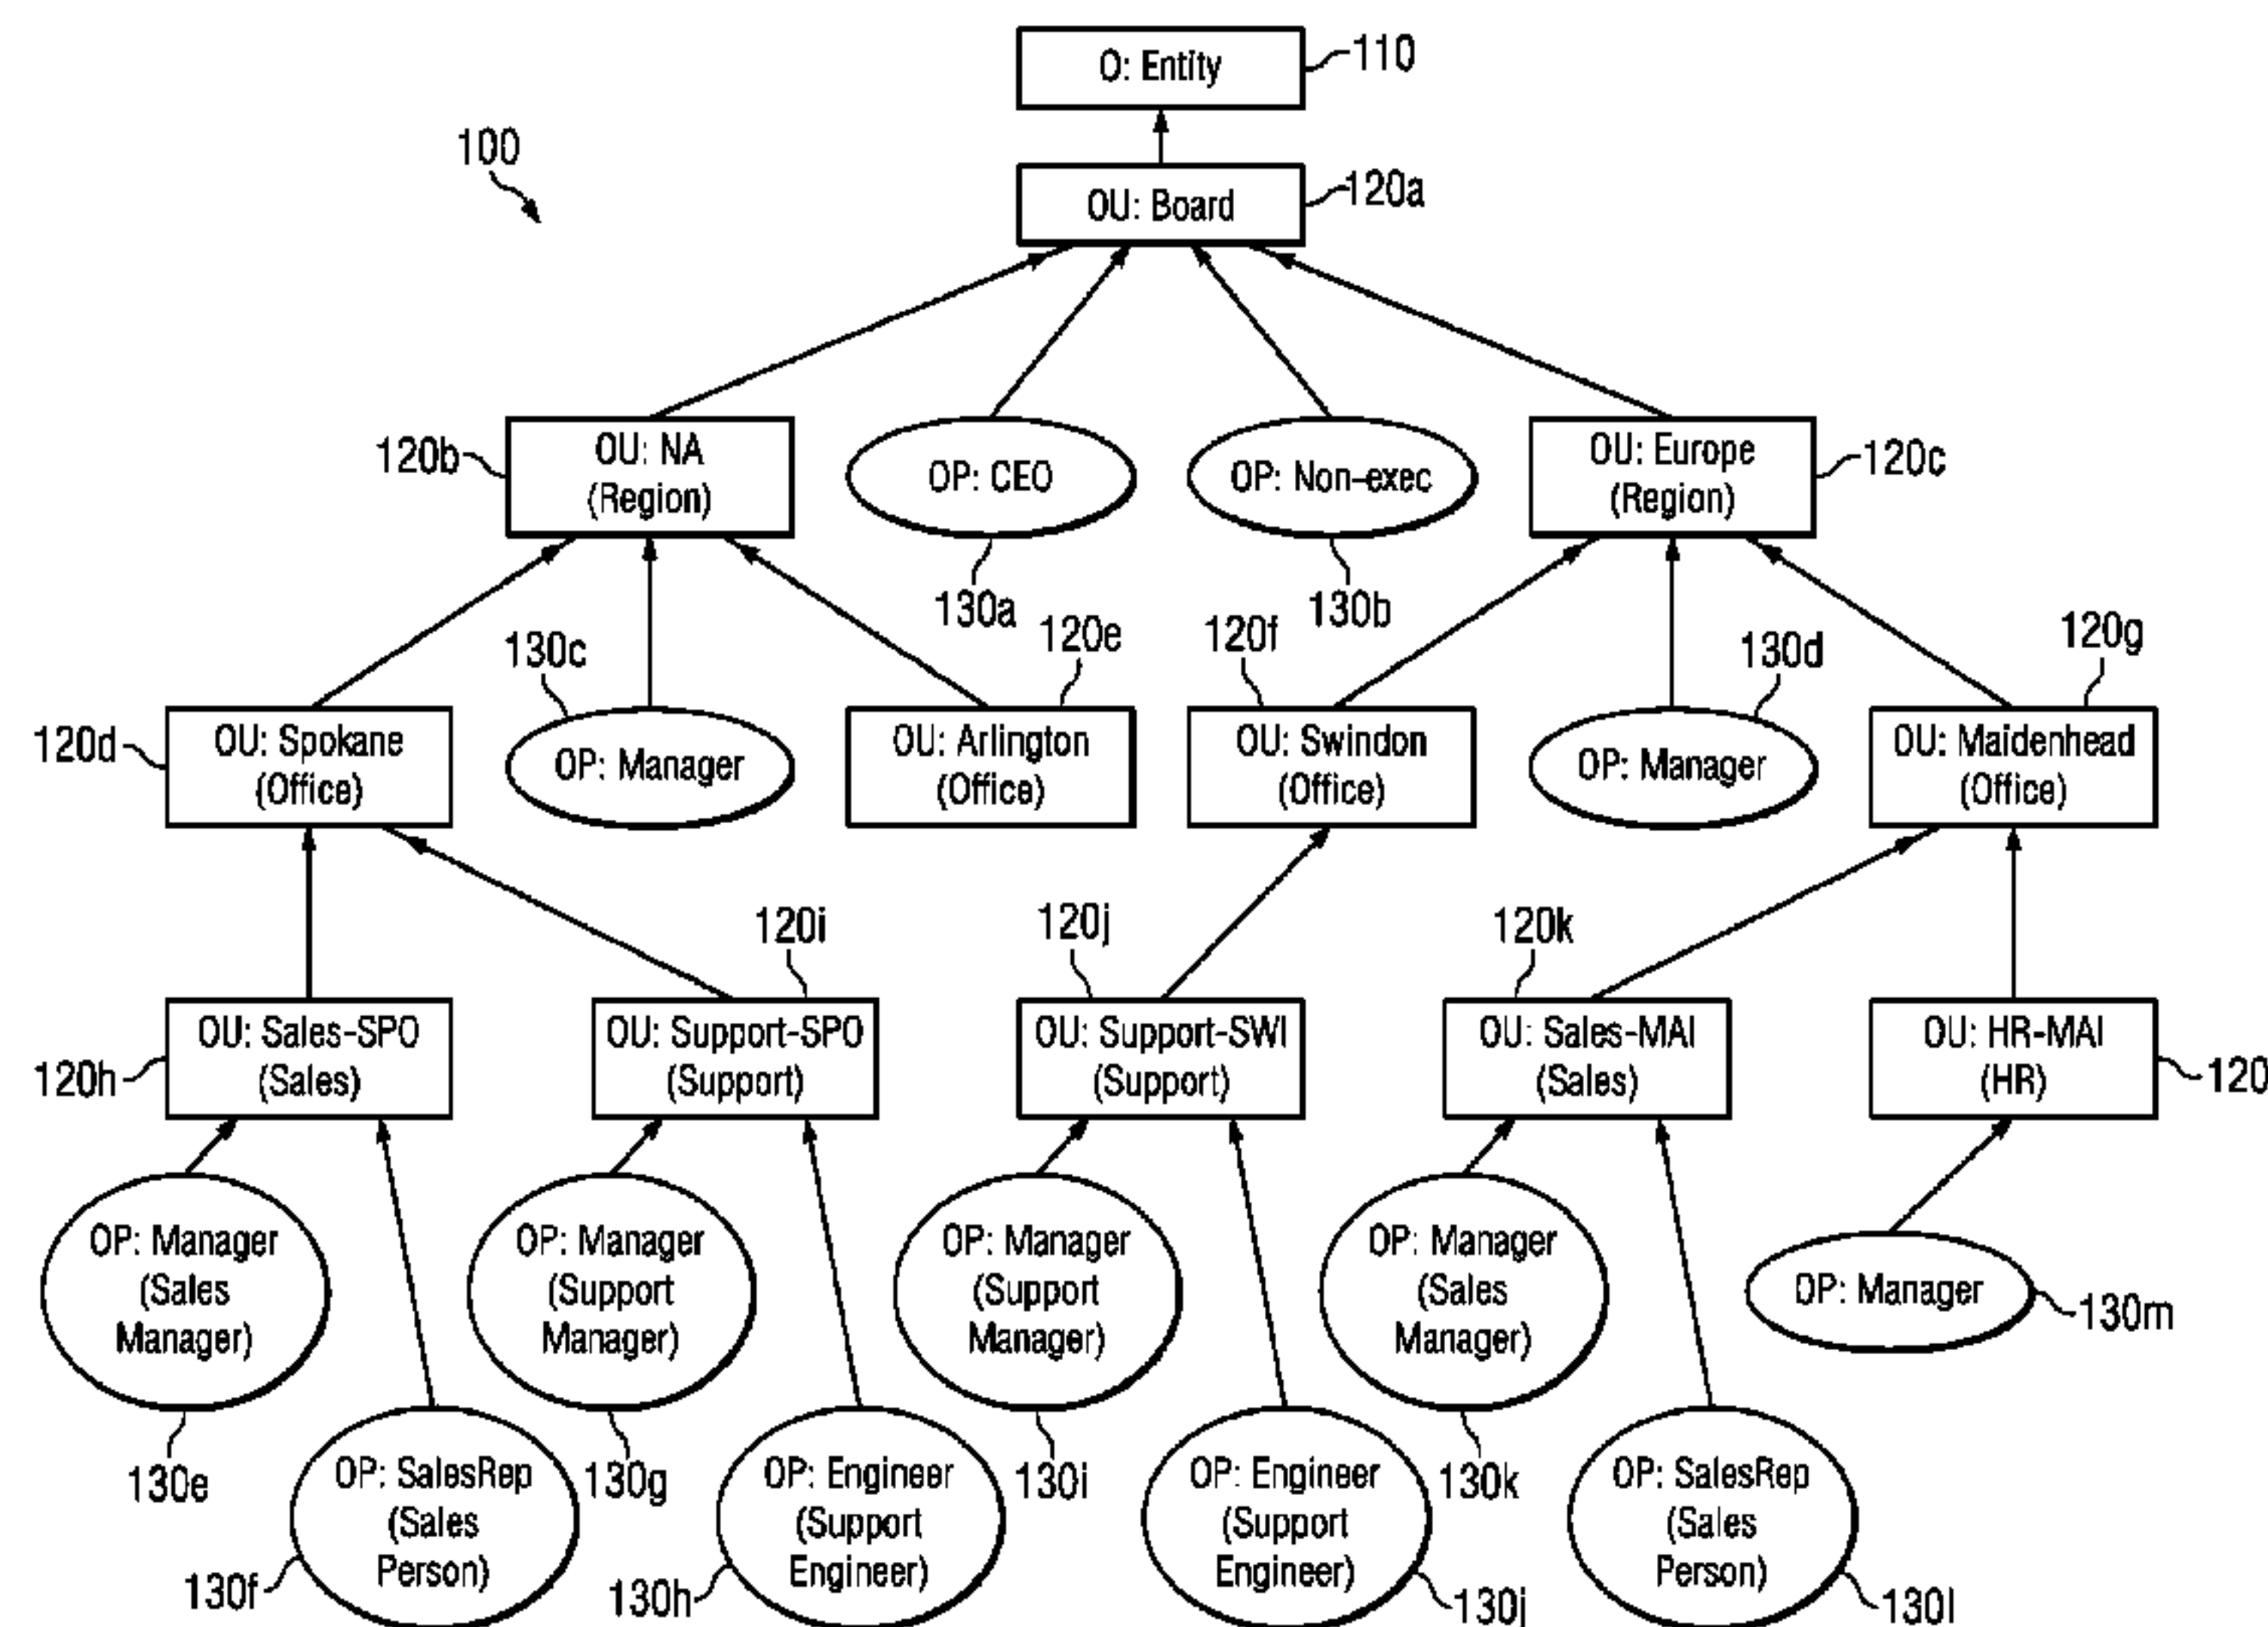 O: Entity
110
100
OU: Board
120a
120b
OU: NA
(Region)
OP: CEO
OP: Non-exec
OU: Europe
(Region)
120c
130a
130b
130c
120e
120f
130d
120g
120d
OU: Spokane
(Office)
OP: Manager
OU: Arlington
(Office)
OU: Swindon
(Office)
OP: Manager
OU: Maidenhead
(Office)
120i
120j
120k
120h
OU: Sales-SPO
(Sales)
OU: Support-SPO
(Support)
OU: Support-SWI
(Support)
OU: Sales-MAI
(Sales)
OU: HR-MAI
(HR)
120
OP: Manager
(Sales
Manager)
OP: Manager
(Support
Manager)
OP: Manager
(Support
Manager)
OP: Manager
(Sales
Manager)
OP: Manager
130m
130e
130g
130i
130k
OP: SalesRep
(Sales
Person)
OP: Engineer
(Support
Engineer)
OP: Engineer
(Support
Engineer)
OP: SalesRep
(Sales
Person)
130f
130h
130j
130l